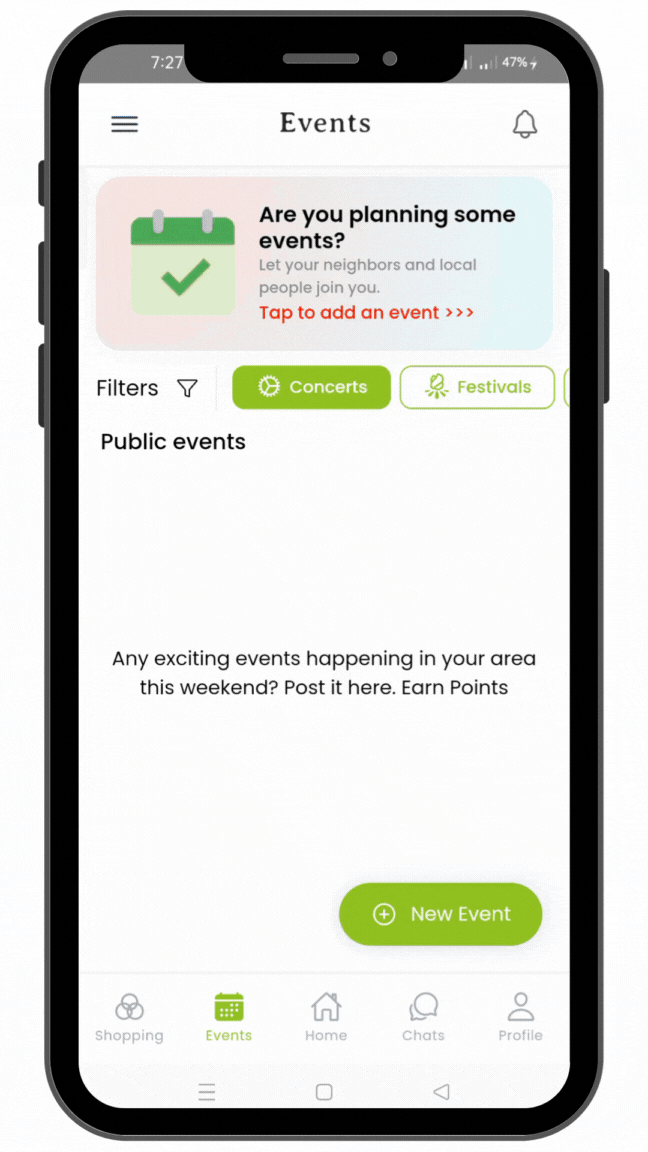 7:27 47%
Events
Are you planning some
events?
Let your neighbors and local
people join you.
Tap to add an event >>>
Filters Concerts Festivals
Public events
Any exciting events happening in your area
this weekend? Post it here. Earn Points
New Event
Shopping Events Home Chats Profile